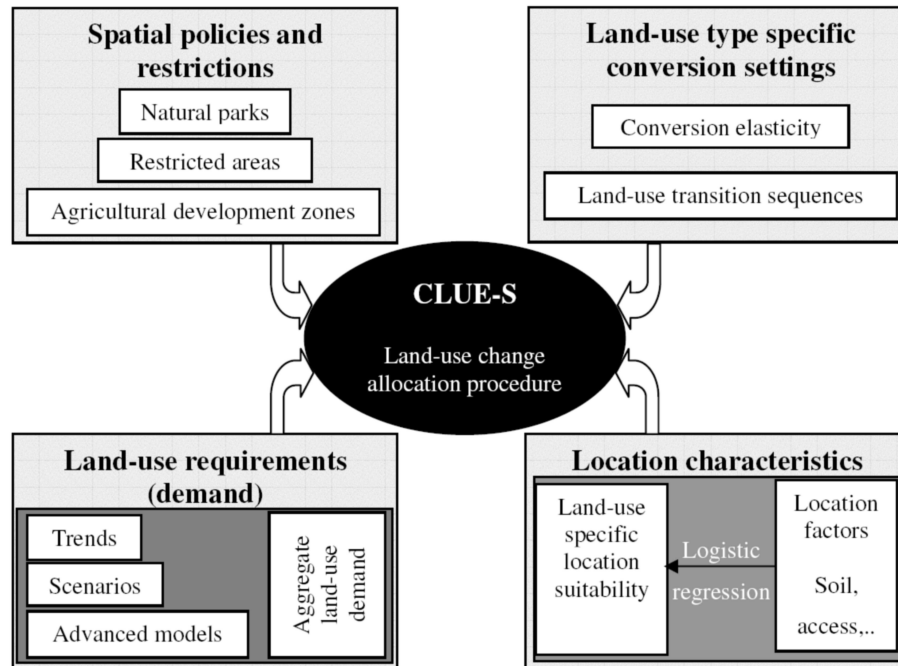 Spatial policies and
restrictions
Natural parks
Restricted areas
Agricultural development zones
Land-use type specific
conversion settings
Conversion elasticity
Land-use transition sequences
CLUE-S
Land-use change
allocation procedure
Land-use requirements
(demand)
Trends
Scenarios
Advanced models
Aggregate
land-use
demand
Location characteristics
Land-use
specific
location
suitability
Logistic
regression
Location
factors
Soil,
access,..